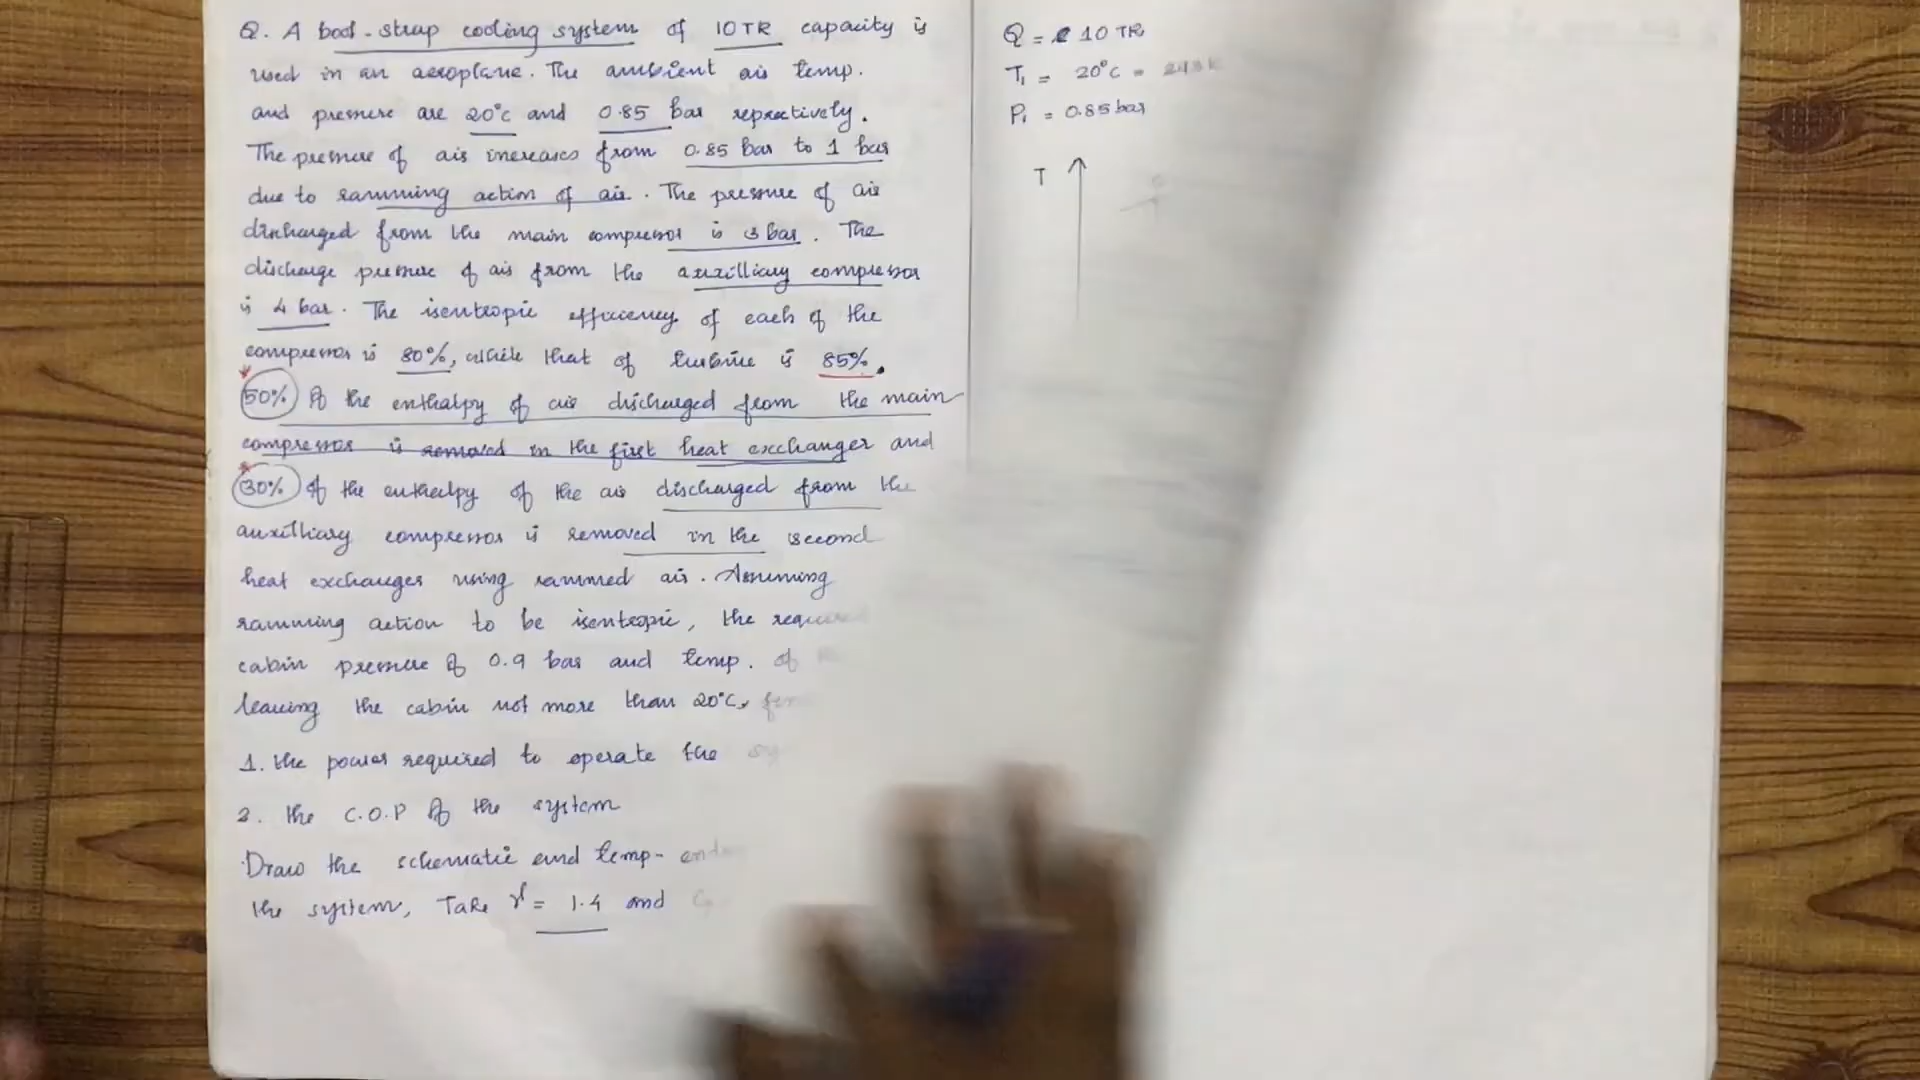 Q. A boot-strap cooling system of 10TR capacity is
used in an aeroplane. The ambient air temp.
and pressure are 20°c and 0.85 bar repectively.
The pressure of air increases from 0.85 bar to 1 bar
due to ramming action of air. The pressure of air
discharged from the main compressor is 3 bar. The
discharge pressure of air from the auxilliary compressor
is 4 bar. The isentropic efficiency of each of the
compressor is 80%, while that of turbine is 85%.
50% of the enthalpy of air discharged from the main
compressor is removed in the first heat exchanger and
30% of the enthalpy of the air discharged from the
auxilliary compressor is removed in the second
heat exchanger using rammed air. Assuming
ramming action to be isentropic, the required
cabin pressure of 0.9 bar and temp. of
leaving the cabin not more than 20°C,
1. the power required to operate the
2. the C.O.P of the system
Draw the schematic and temp-
the system, Take γ = 1.4 and
Q = 10 TR
T₁ = 20°c =
P₁ = 0.85 bar
T